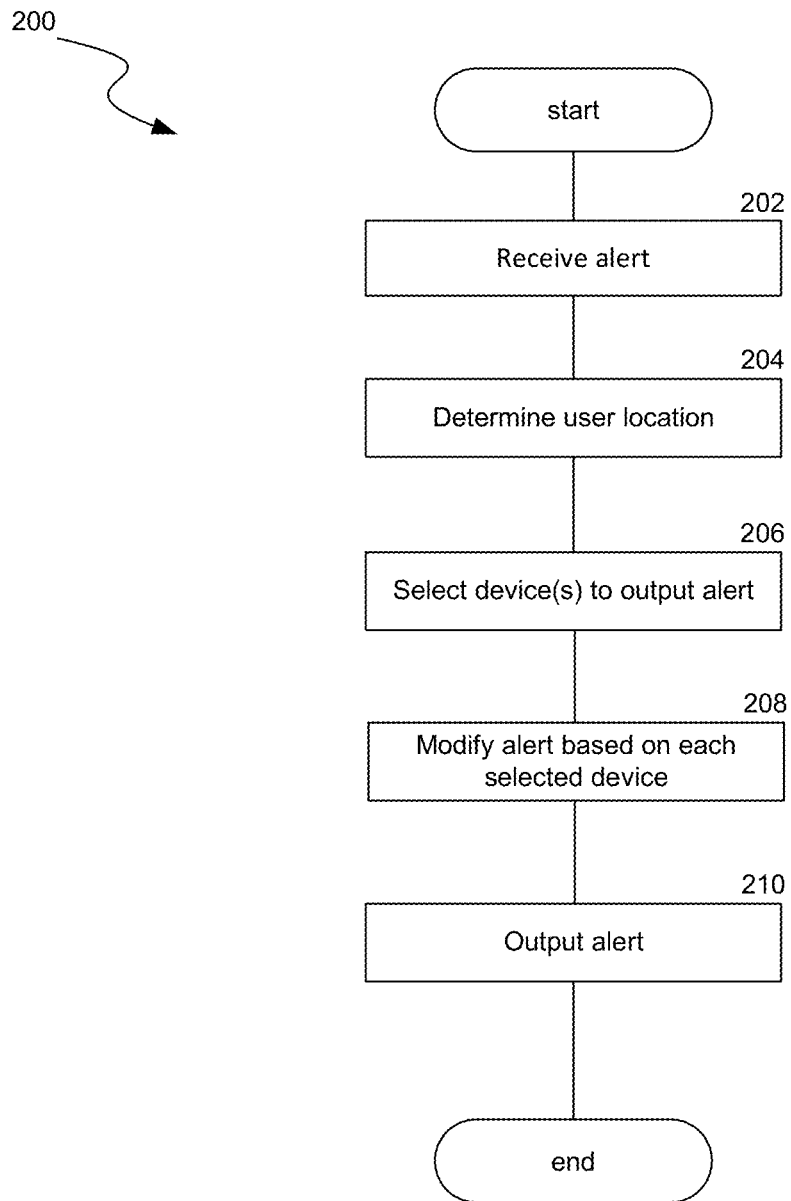 200
start
202
Receive alert
204
Determine user location
206
Select device(s) to output alert
208
Modify alert based on each
selected device
210
Output alert
end